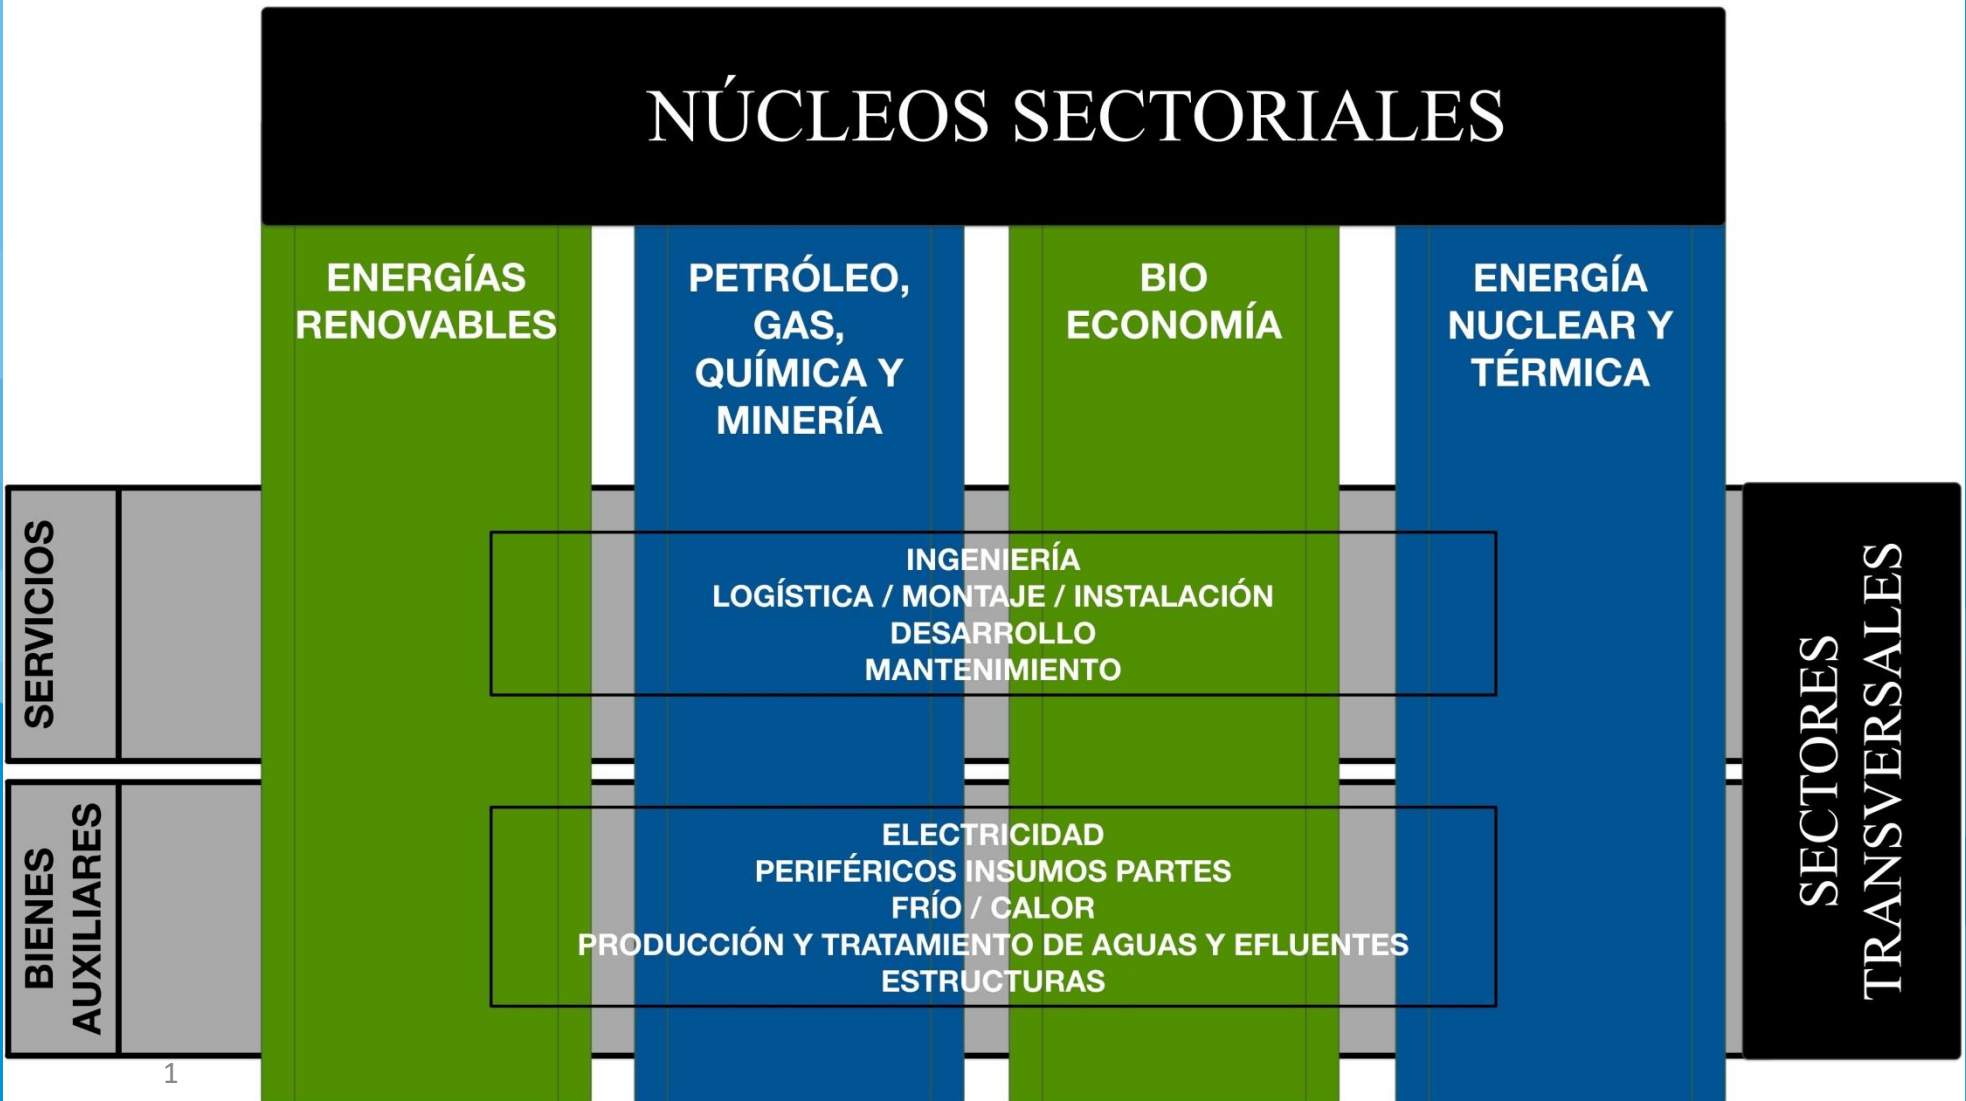 NÚCLEOS SECTORIALES
ENERGÍAS
RENOVABLES
PETRÓLEO,
GAS,
QUÍMICA Y
MINERÍA
BIO
ECONOMÍA
ENERGÍA
NUCLEAR Y
TÉRMICA
SERVICIOS
INGENIERÍA
LOGÍSTICA / MONTAJE / INSTALACIÓN
DESARROLLO
MANTENIMIENTO
BIENES
AUXILIARES
ELECTRICIDAD
PERIFÉRICOS INSUMOS PARTES
FRÍO / CALOR
PRODUCCIÓN Y TRATAMIENTO DE AGUAS Y EFLUENTES
ESTRUCTURAS
SECTORES
TRANSVERSALES
1